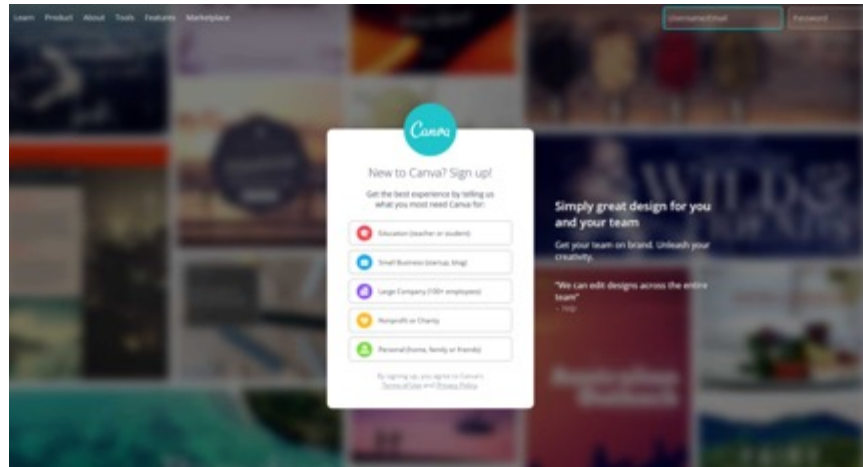 Learn Product About Tools Features Marketplace
Username/Email Password
Canva
New to Canva? Sign up!
Get the best experience by telling us
what you most need Canva for:
Education (teacher or student)
Small Business (startup, blog)
Large Company (100+ employees)
Nonprofit or Charity
Personal (home, family or friends)
By signing up, you agree to Canva's
Terms of Use and Privacy Policy
Simply great design for you
and your team
Get your team on brand. Unleash your
creativity.
"We can edit designs across the entire
team"
WILD
Australian
Outback